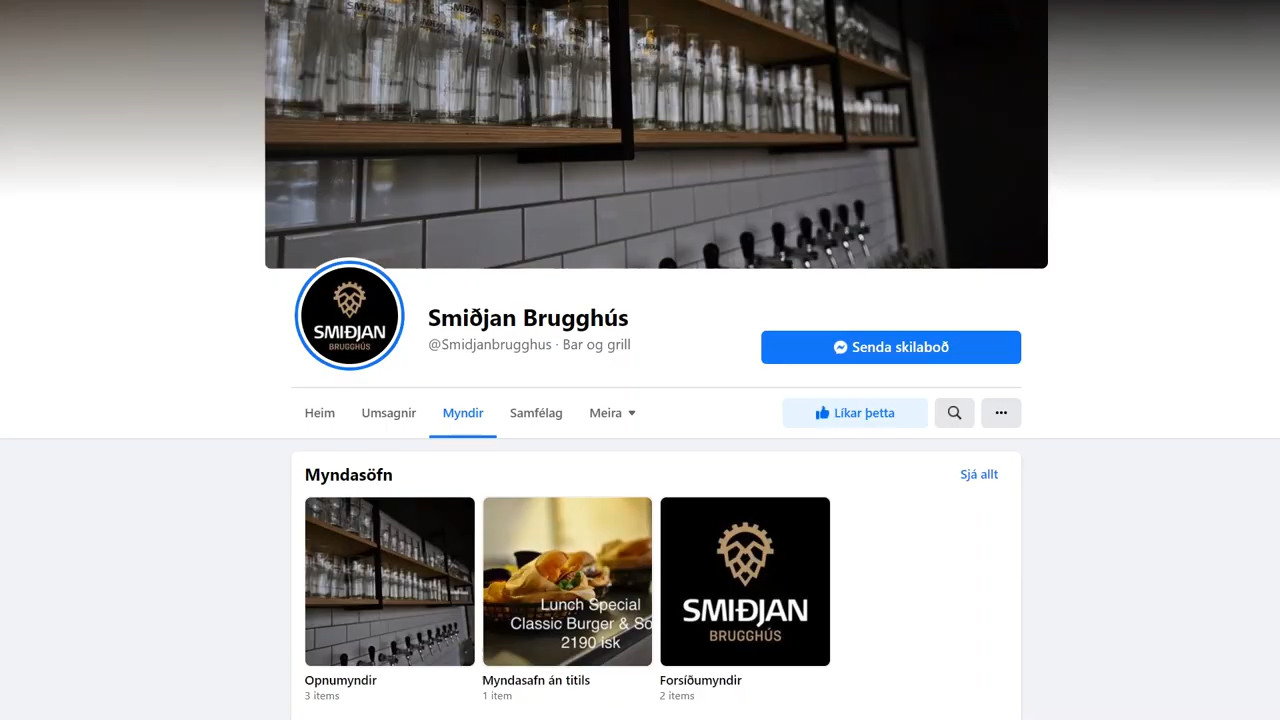 SMIÐJAN
BRUGGHÚS
Smiðjan Brugghús
@Smidjanbrugghus · Bar og grill
Senda skilaboð
Heim
Umsagnir
Myndir
Samfélag
Meira
Líkar þetta
Myndasöfn
Sjá allt
Lunch Special
Classic Burger & Só
2190 isk
SMIÐJAN
BRUGGHÚS
Opnumyndir
3 items
Myndasafn án titils
1 item
Forsíðumyndir
2 items